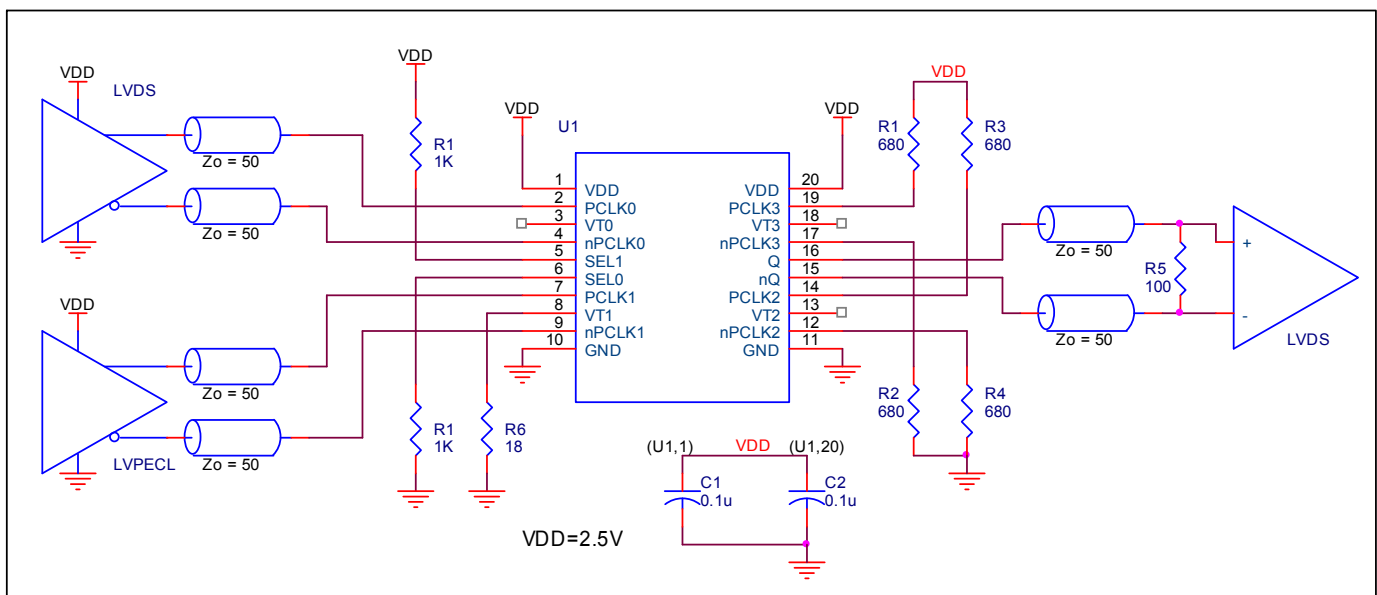 VDD
LVDS
Zo = 50
Zo = 50
VDD
LVPECL
Zo = 50
Zo = 50
VDD
R1
1K
R1
1K
R6
18
VDD
U1
1
VDD
2
PCLK0
3
VT0
4
nPCLK0
5
SEL1
6
SEL0
7
PCLK1
8
VT1
9
nPCLK1
10
GND
VDD
20
VDD
19
PCLK3
18
VT3
17
nPCLK3
16
Q
15
nQ
14
PCLK2
13
VT2
12
nPCLK2
11
GND
VDD
R1
680
R3
680
R2
680
R4
680
Zo = 50
Zo = 50
R5
100
+
-
LVDS
(U1,1)
VDD
(U1,20)
C1
0.1u
C2
0.1u
VDD=2.5V